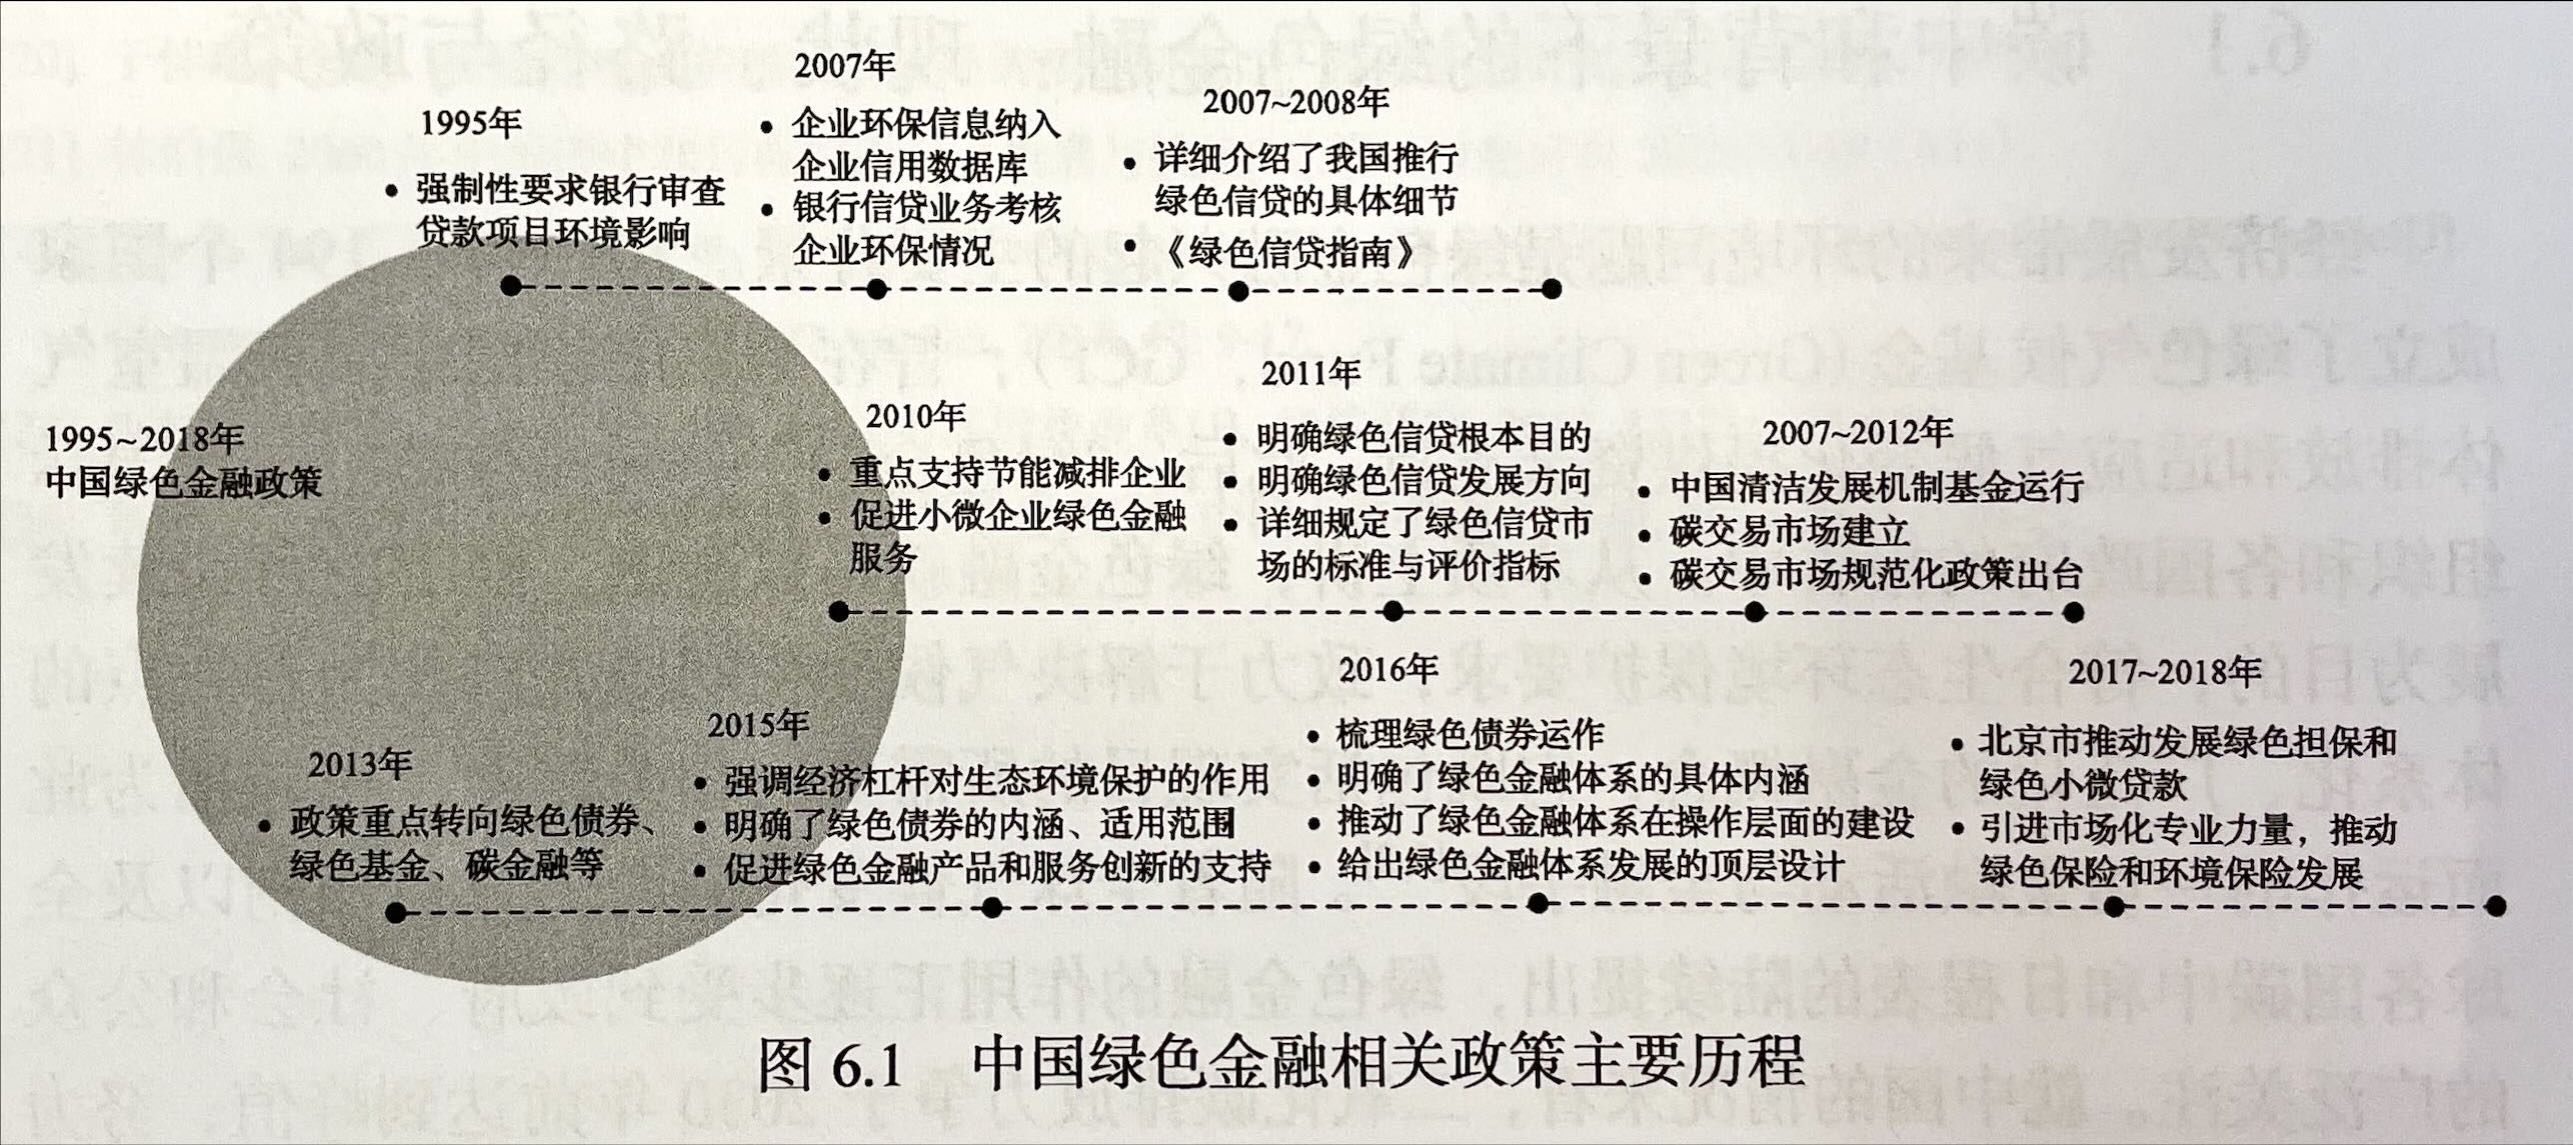 1995~2018年
中国绿色金融政策
1995年
• 强制性要求银行审查
贷款项目环境影响
2007年
• 企业环保信息纳入
企业信用数据库
• 银行信贷业务考核
企业环保情况
2007~2008年
• 详细介绍了我国推行
绿色信贷的具体细节
• 《绿色信贷指南》
2010年
• 重点支持节能减排企业
• 促进小微企业绿色金融
服务
2011年
• 明确绿色信贷根本目的
• 明确绿色信贷发展方向
• 详细规定了绿色信贷市
场的标准与评价指标
2007~2012年
• 中国清洁发展机制基金运行
• 碳交易市场建立
• 碳交易市场规范化政策出台
2013年
• 政策重点转向绿色债券、
绿色基金、碳金融等
2015年
• 强调经济杠杆对生态环境保护的作用
• 明确了绿色债券的内涵、适用范围
• 促进绿色金融产品和服务创新的支持
2016年
• 梳理绿色债券运作
• 明确了绿色金融体系的具体内涵
• 推动了绿色金融体系在操作层面的建设
• 给出绿色金融体系发展的顶层设计
2017~2018年
• 北京市推动发展绿色担保和
绿色小微贷款
• 引进市场化专业力量，推动
绿色保险和环境保险发展
图 6.1 中国绿色金融相关政策主要历程